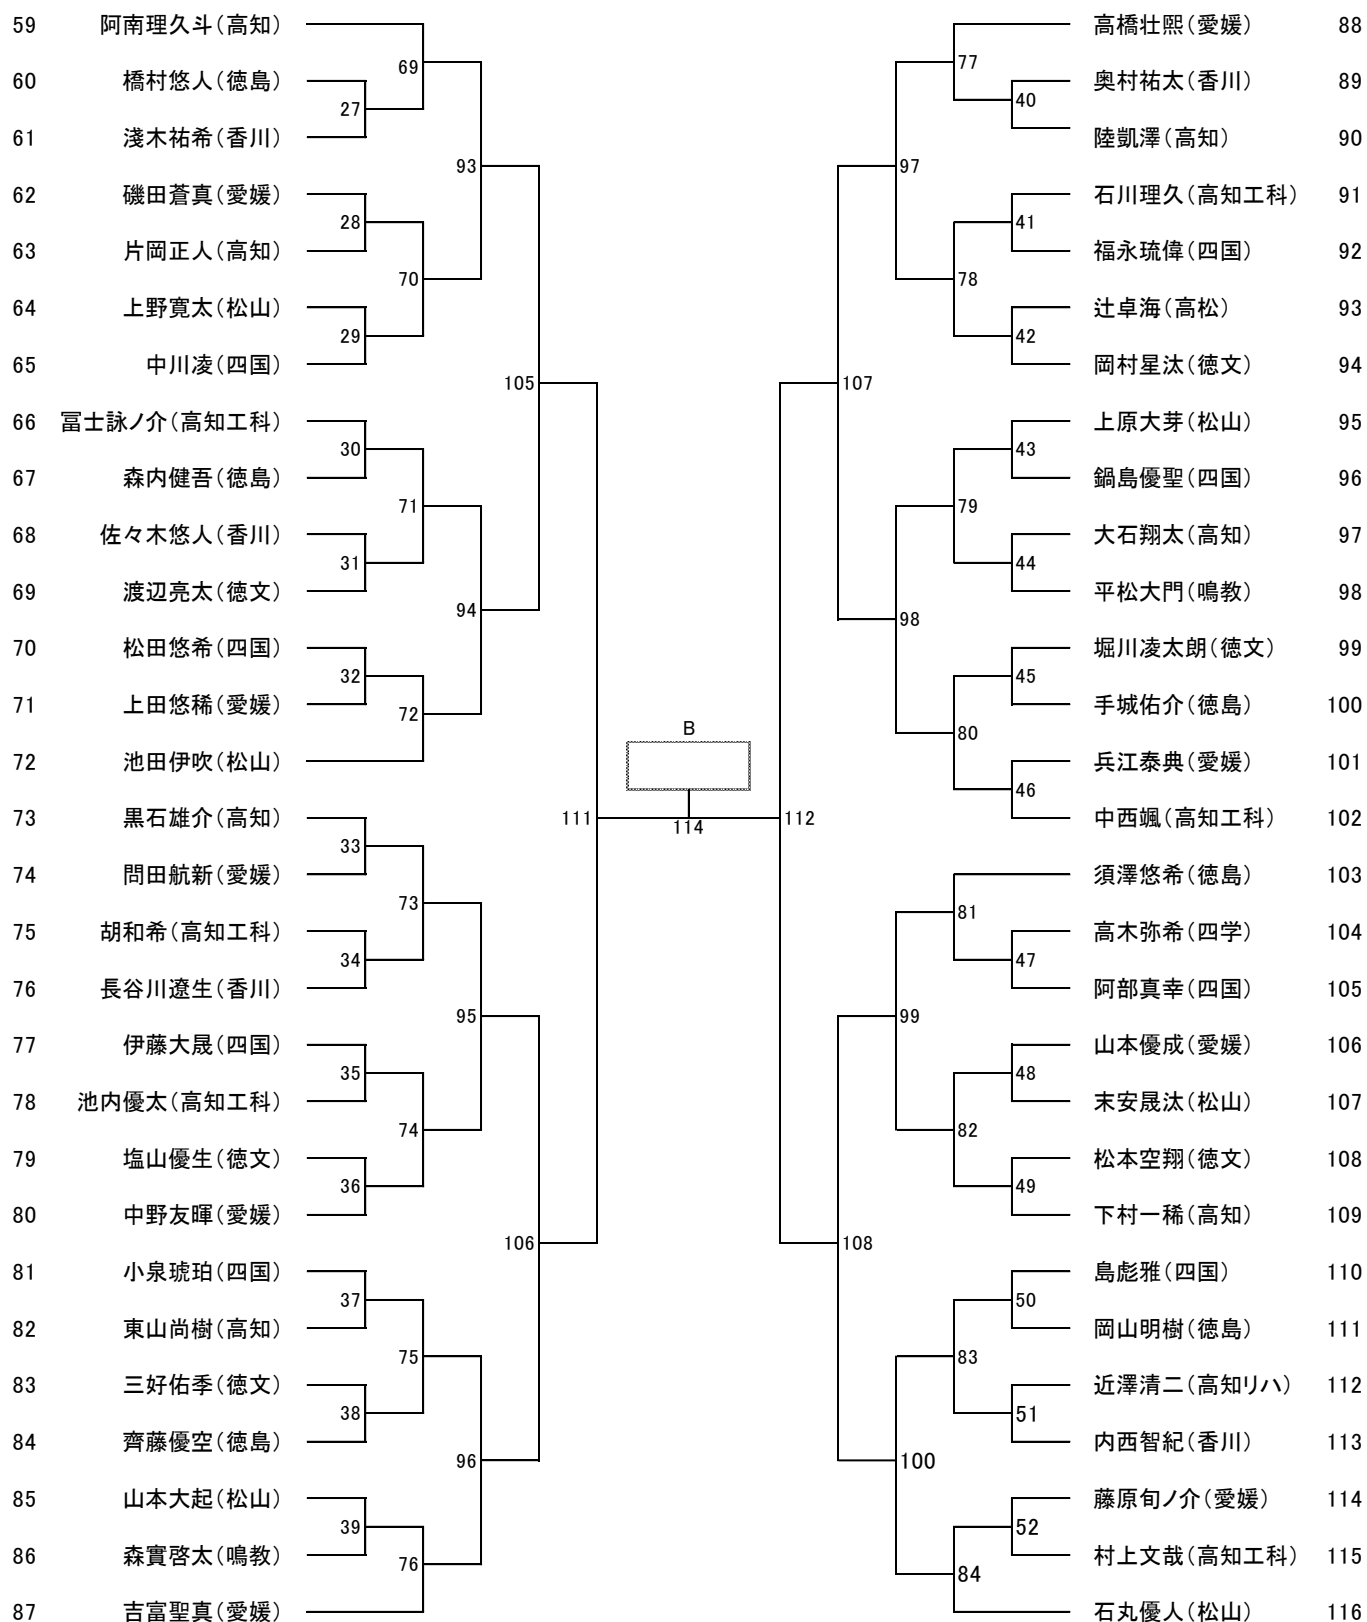 59 阿南理久斗(高知)
60 橋村悠人(徳島)
61 淺木祐希(香川)
62 磯田蒼真(愛媛)
63 片岡正人(高知)
64 上野寛太(松山)
65 中川凌(四国)
66 冨士詠ノ介(高知工科)
67 森内健吾(徳島)
68 佐々木悠人(香川)
69 渡辺亮太(徳文)
70 松田悠希(四国)
71 上田悠稀(愛媛)
72 池田伊吹(松山)
73 黒石雄介(高知)
74 問田航新(愛媛)
75 胡和希(高知工科)
76 長谷川遼生(香川)
77 伊藤大晟(四国)
78 池内優太(高知工科)
79 塩山優生(徳文)
80 中野友暉(愛媛)
81 小泉琥珀(四国)
82 東山尚樹(高知)
83 三好佑季(徳文)
84 齊藤優空(徳島)
85 山本大起(松山)
86 森實啓太(鳴教)
87 吉富聖真(愛媛)
27
28
29
30
31
32
33
34
35
36
37
38
39
69
70
71
72
73
74
75
76
93
94
95
96
105
106
111
B
114
112
107
108
97
98
99
100
77
78
79
80
81
82
83
84
40
41
42
43
44
45
46
47
48
49
50
51
52
高橋壮煕(愛媛) 88
奥村祐太(香川) 89
陸凱澤(高知) 90
石川理久(高知工科) 91
福永琉偉(四国) 92
辻卓海(高松) 93
岡村星汰(徳文) 94
上原大芽(松山) 95
鍋島優聖(四国) 96
大石翔太(高知) 97
平松大門(鳴教) 98
堀川凌太朗(徳文) 99
手城佑介(徳島) 100
兵江泰典(愛媛) 101
中西颯(高知工科) 102
須澤悠希(徳島) 103
高木弥希(四学) 104
阿部真幸(四国) 105
山本優成(愛媛) 106
末安晟汰(松山) 107
松本空翔(徳文) 108
下村一稀(高知) 109
島彪雅(四国) 110
岡山明樹(徳島) 111
近澤清二(高知リハ) 112
内西智紀(香川) 113
藤原旬ノ介(愛媛) 114
村上文哉(高知工科) 115
石丸優人(松山) 116